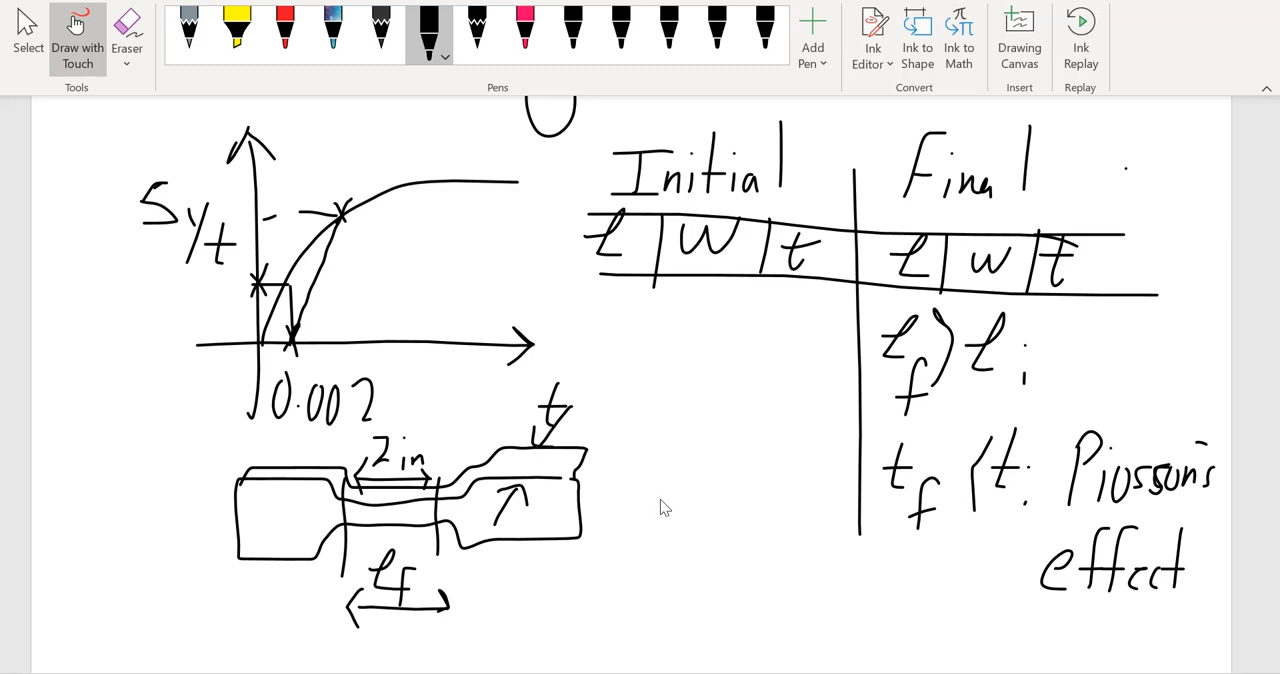 Select
Draw with Touch
Eraser
Tools
Pens
Add Pen
Ink Editor
Ink to Shape
Ink to Math
Convert
Drawing Canvas
Insert
Ink Replay
Replay
Initial Final
l | w | t l | w | t
Sy/t
0.002
lf > li
tf < ti Piosson's
effect
t
2 in
lf